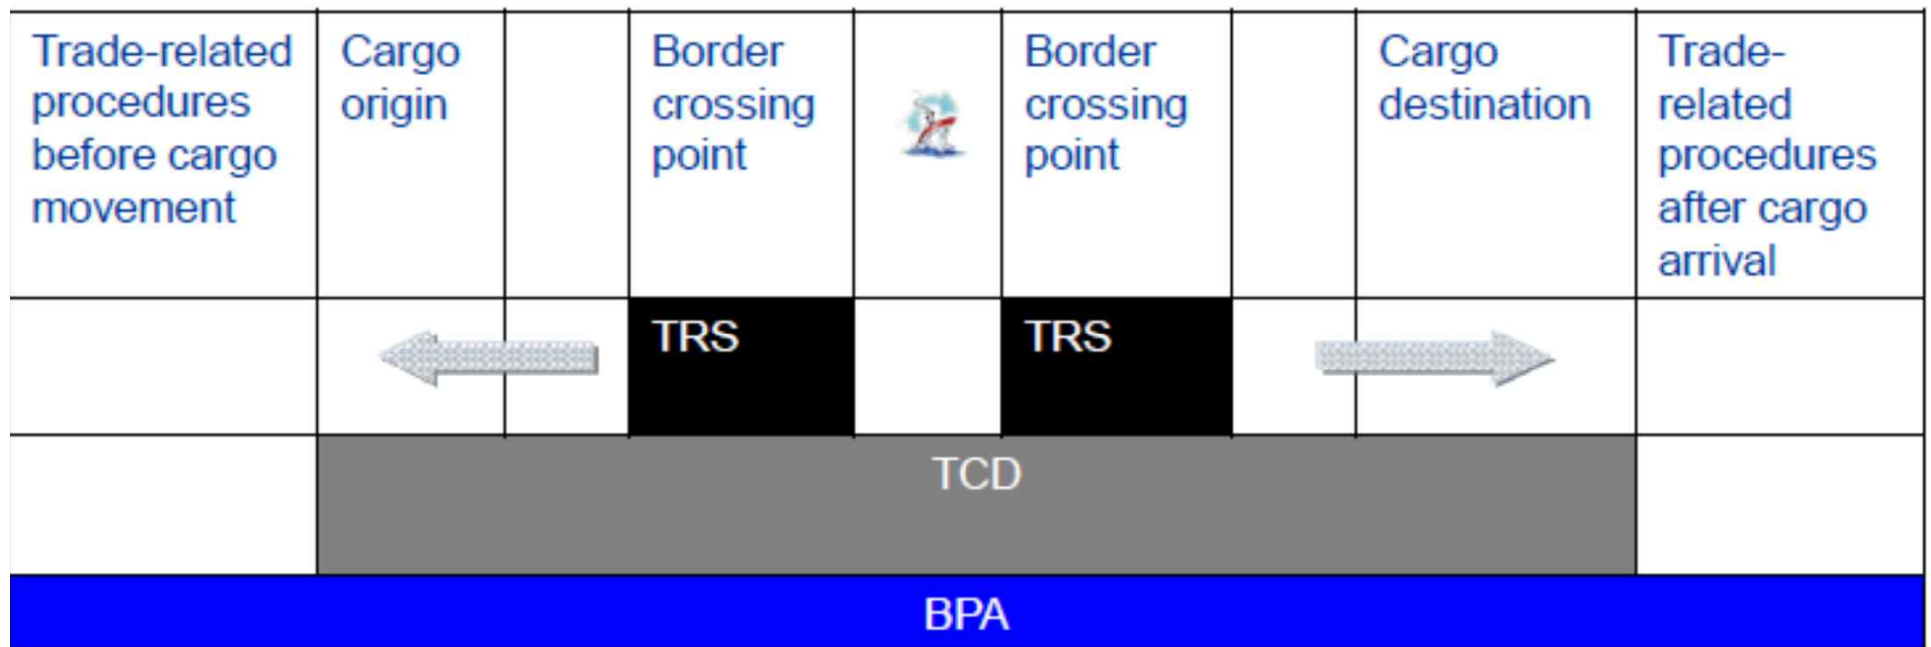 Trade-related
procedures
before cargo
movement
Cargo
origin
Border
crossing
point
Border
crossing
point
Cargo
destination
Trade-
related
procedures
after cargo
arrival
TRS
TRS
TCD
BPA